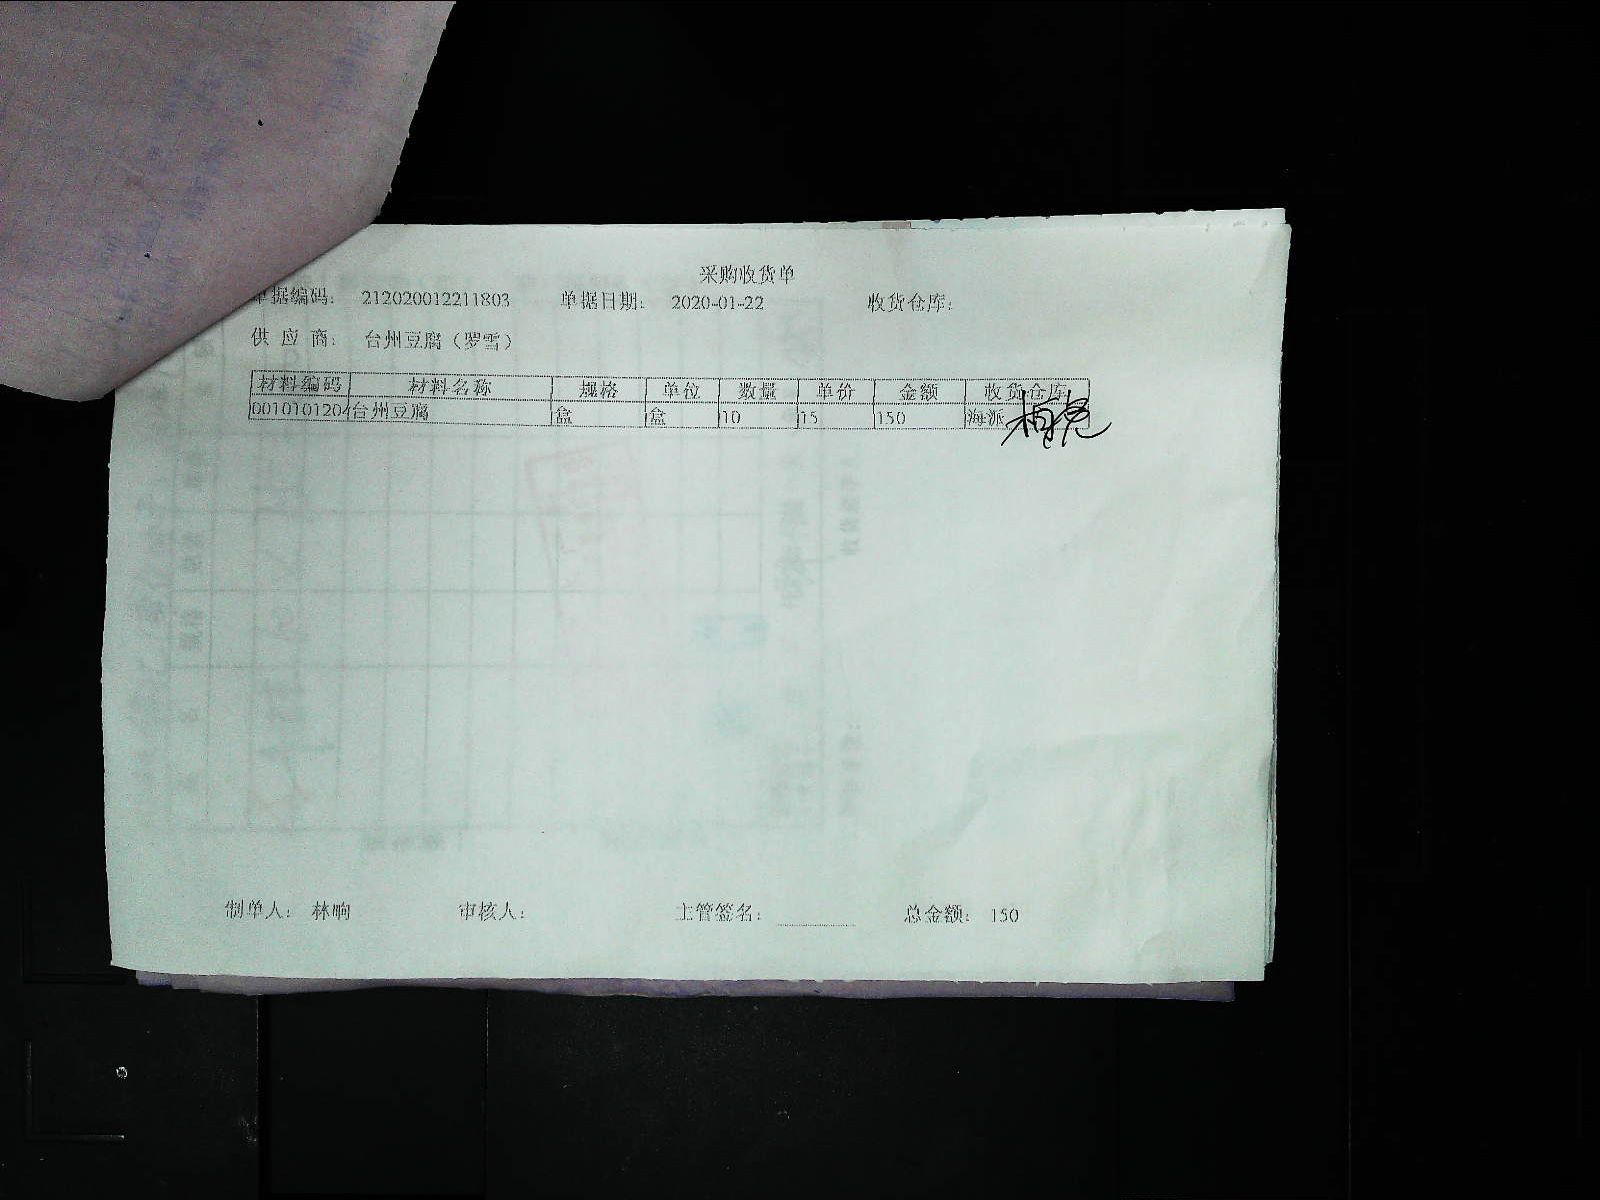 采购收货单
单据编码： 212020012211803 单据日期： 2020-01-22 收货仓库：
供 应 商： 台州豆腐（罗雪）
材料编码 材料名称 规格 单位 数量 单价 金额 收货仓库
001010120 台州豆腐 盒 盒 10 15 150 海派
制单人： 林响 审核人： 主管签名： 总金额： 150